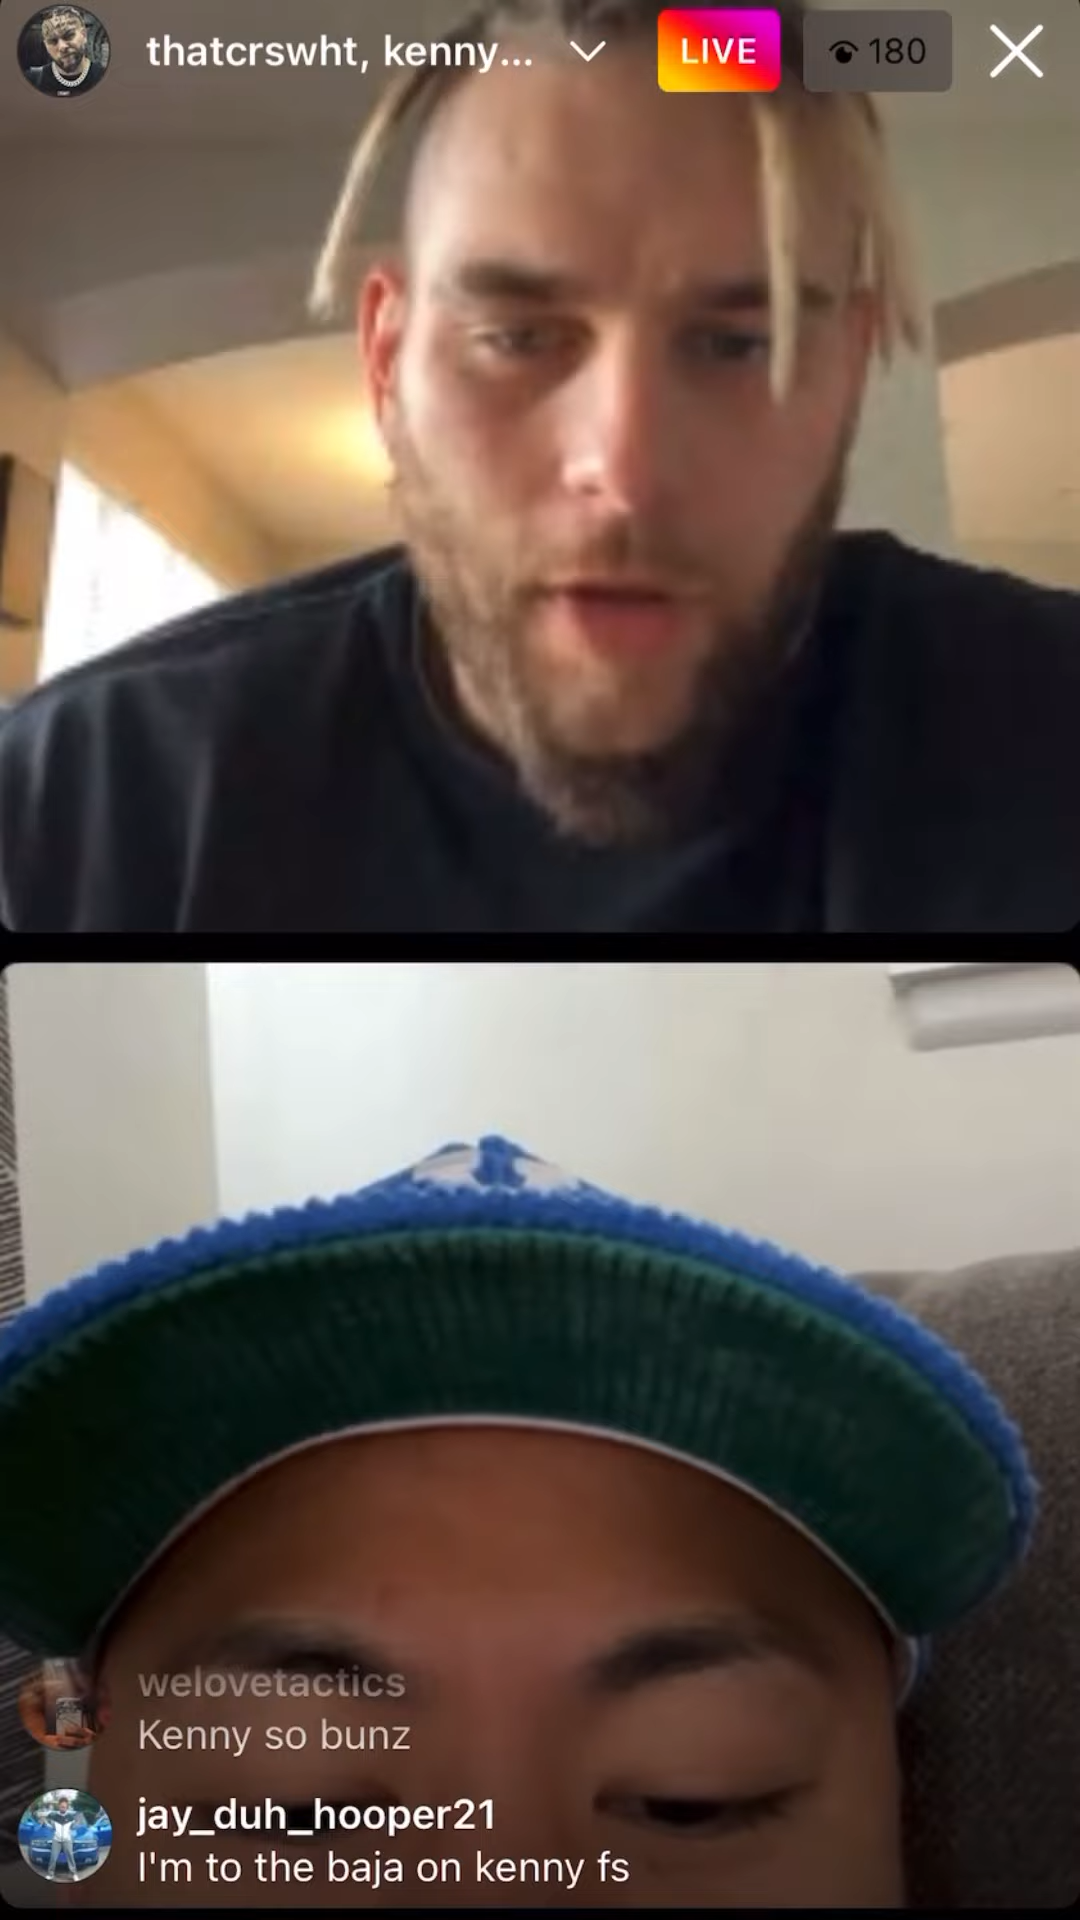 thatcrswht, kenny...
LIVE
180
welovetactics
Kenny so bunz
jay_duh_hooper21
I'm to the baja on kenny fs